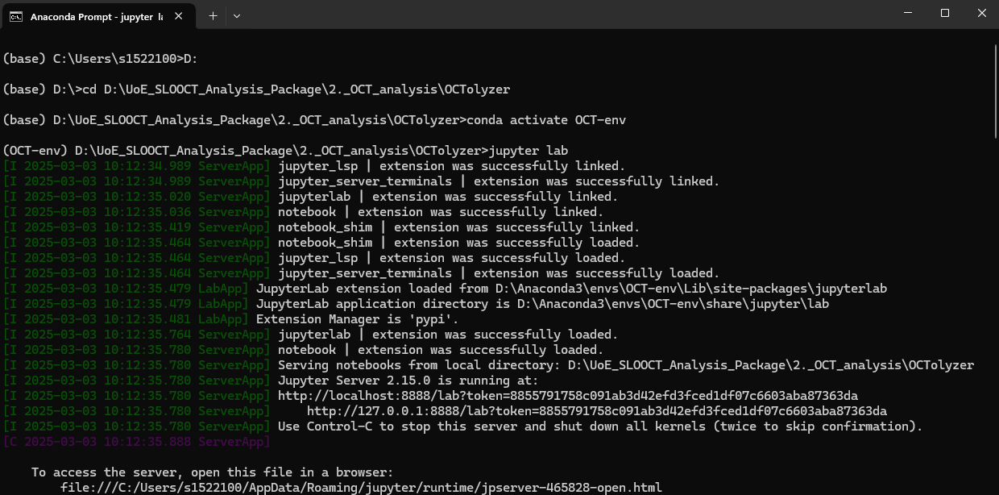 Anaconda Prompt - jupyter la
(base) C:\Users\s1522100>D:
(base) D:\>cd D:\UoE_SLOOCT_Analysis_Package\2._OCT_analysis\OCTolyzer
(base) D:\UoE_SLOOCT_Analysis_Package\2._OCT_analysis\OCTolyzer>conda activate OCT-env
(OCT-env) D:\UoE_SLOOCT_Analysis_Package\2._OCT_analysis\OCTolyzer>jupyter lab
[I 2025-03-03 10:12:34.989 ServerApp] jupyter_lsp | extension was successfully linked.
[I 2025-03-03 10:12:34.989 ServerApp] jupyter_server_terminals | extension was successfully linked.
[I 2025-03-03 10:12:35.020 ServerApp] jupyterlab | extension was successfully linked.
[I 2025-03-03 10:12:35.036 ServerApp] notebook | extension was successfully linked.
[I 2025-03-03 10:12:35.419 ServerApp] notebook_shim | extension was successfully linked.
[I 2025-03-03 10:12:35.464 ServerApp] notebook_shim | extension was successfully loaded.
[I 2025-03-03 10:12:35.464 ServerApp] jupyter_lsp | extension was successfully loaded.
[I 2025-03-03 10:12:35.464 ServerApp] jupyter_server_terminals | extension was successfully loaded.
[I 2025-03-03 10:12:35.479 LabApp] JupyterLab extension loaded from D:\Anaconda3\envs\OCT-env\Lib\site-packages\jupyterlab
[I 2025-03-03 10:12:35.479 LabApp] JupyterLab application directory is D:\Anaconda3\envs\OCT-env\share\jupyter\lab
[I 2025-03-03 10:12:35.481 LabApp] Extension Manager is 'pypi'.
[I 2025-03-03 10:12:35.764 ServerApp] jupyterlab | extension was successfully loaded.
[I 2025-03-03 10:12:35.780 ServerApp] notebook | extension was successfully loaded.
[I 2025-03-03 10:12:35.780 ServerApp] Serving notebooks from local directory: D:\UoE_SLOOCT_Analysis_Package\2._OCT_analysis\OCTolyzer
[I 2025-03-03 10:12:35.780 ServerApp] Jupyter Server 2.15.0 is running at:
[I 2025-03-03 10:12:35.780 ServerApp] http://localhost:8888/lab?token=8855791758c091ab3d42efd3fced1df07c6603aba87363da
[I 2025-03-03 10:12:35.780 ServerApp]     http://127.0.0.1:8888/lab?token=8855791758c091ab3d42efd3fced1df07c6603aba87363da
[I 2025-03-03 10:12:35.780 ServerApp] Use Control-C to stop this server and shut down all kernels (twice to skip confirmation).
[C 2025-03-03 10:12:35.888 ServerApp]
To access the server, open this file in a browser:
file:///C:/Users/s1522100/AppData/Roaming/jupyter/runtime/jpserver-465828-open.html